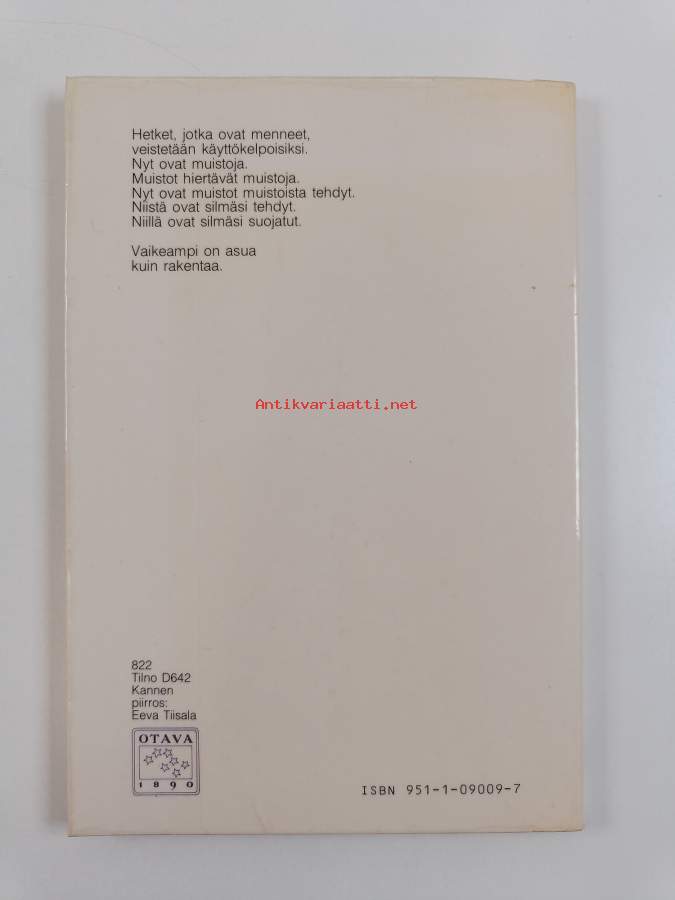 Hetket, jotka ovat menneet,
veistetään käyttökelpoisiksi.
Nyt ovat muistoja.
Muistot hiertävät muistoja.
Nyt ovat muistot muistoista tehdyt.
Niistä ovat silmäsi tehdyt.
Niillä ovat silmäsi suojatut.
Vaikeampi on asua
kuin rakentaa.
Antikvariaatti.net
822
Tilno D642
Kannen
piirros:
Eeva Tiisala
OTAVA
1890
ISBN 951-1-09009-7